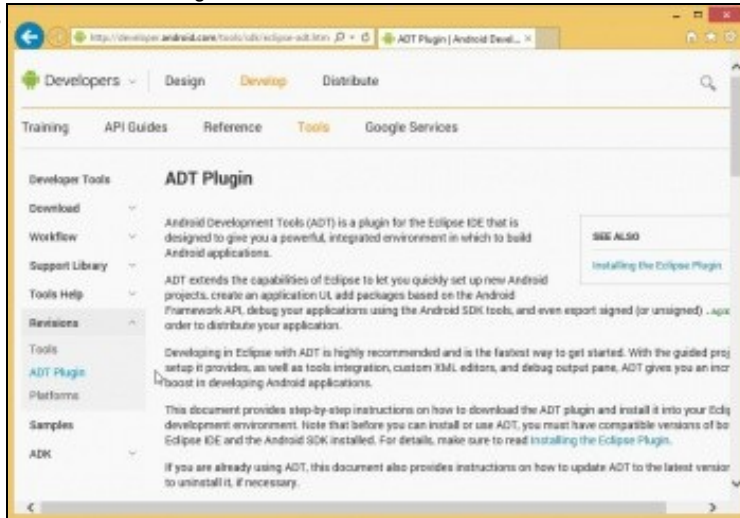 http://developer.android.com/tools/sdk/eclipse-adt.htm
ADT Plugin | Android Devel...
Developers
Design
Develop
Distribute
Training
API Guides
Reference
Tools
Google Services
Developer Tools
Download
Workflow
Support Library
Tools Help
Revisions
Tools
ADT Plugin
Platforms
Samples
ADK
ADT Plugin
Android Development Tools (ADT) is a plugin for the Eclipse IDE that is
designed to give you a powerful, integrated environment in which to build
Android applications.
SEE ALSO
Installing the Eclipse Plugin
ADT extends the capabilities of Eclipse to let you quickly set up new Android
projects, create an application UI, add packages based on the Android
Framework API, debug your applications using the Android SDK tools, and even export signed (or unsigned) .apk
order to distribute your application.
Developing in Eclipse with ADT is highly recommended and is the fastest way to get started. With the guided proj
setup it provides, as well as tools integration, custom XML editors, and debug output pane, ADT gives you an incr
boost in developing Android applications.
This document provides step-by-step instructions on how to download the ADT plugin and install it into your Eclip
development environment. Note that before you can install or use ADT, you must have compatible versions of bo
Eclipse IDE and the Android SDK installed. For details, make sure to read Installing the Eclipse Plugin.
If you are already using ADT, this document also provides instructions on how to update ADT to the latest version
to uninstall it, if necessary.